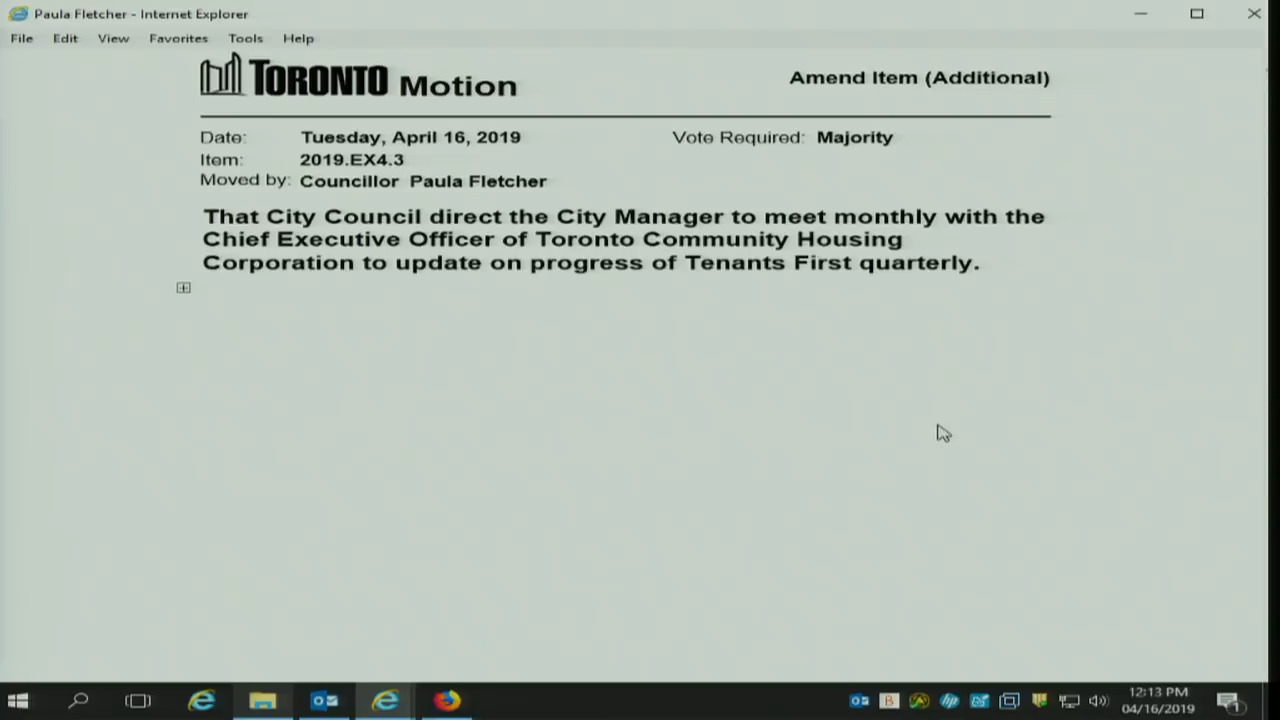 Paula Fletcher - Internet Explorer
File Edit View Favorites Tools Help
TORONTO Motion
Amend Item (Additional)
Date: Tuesday, April 16, 2019
Vote Required: Majority
Item: 2019.EX4.3
Moved by: Councillor Paula Fletcher
That City Council direct the City Manager to meet monthly with the
Chief Executive Officer of Toronto Community Housing
Corporation to update on progress of Tenants First quarterly.
12:13 PM
04/16/2019